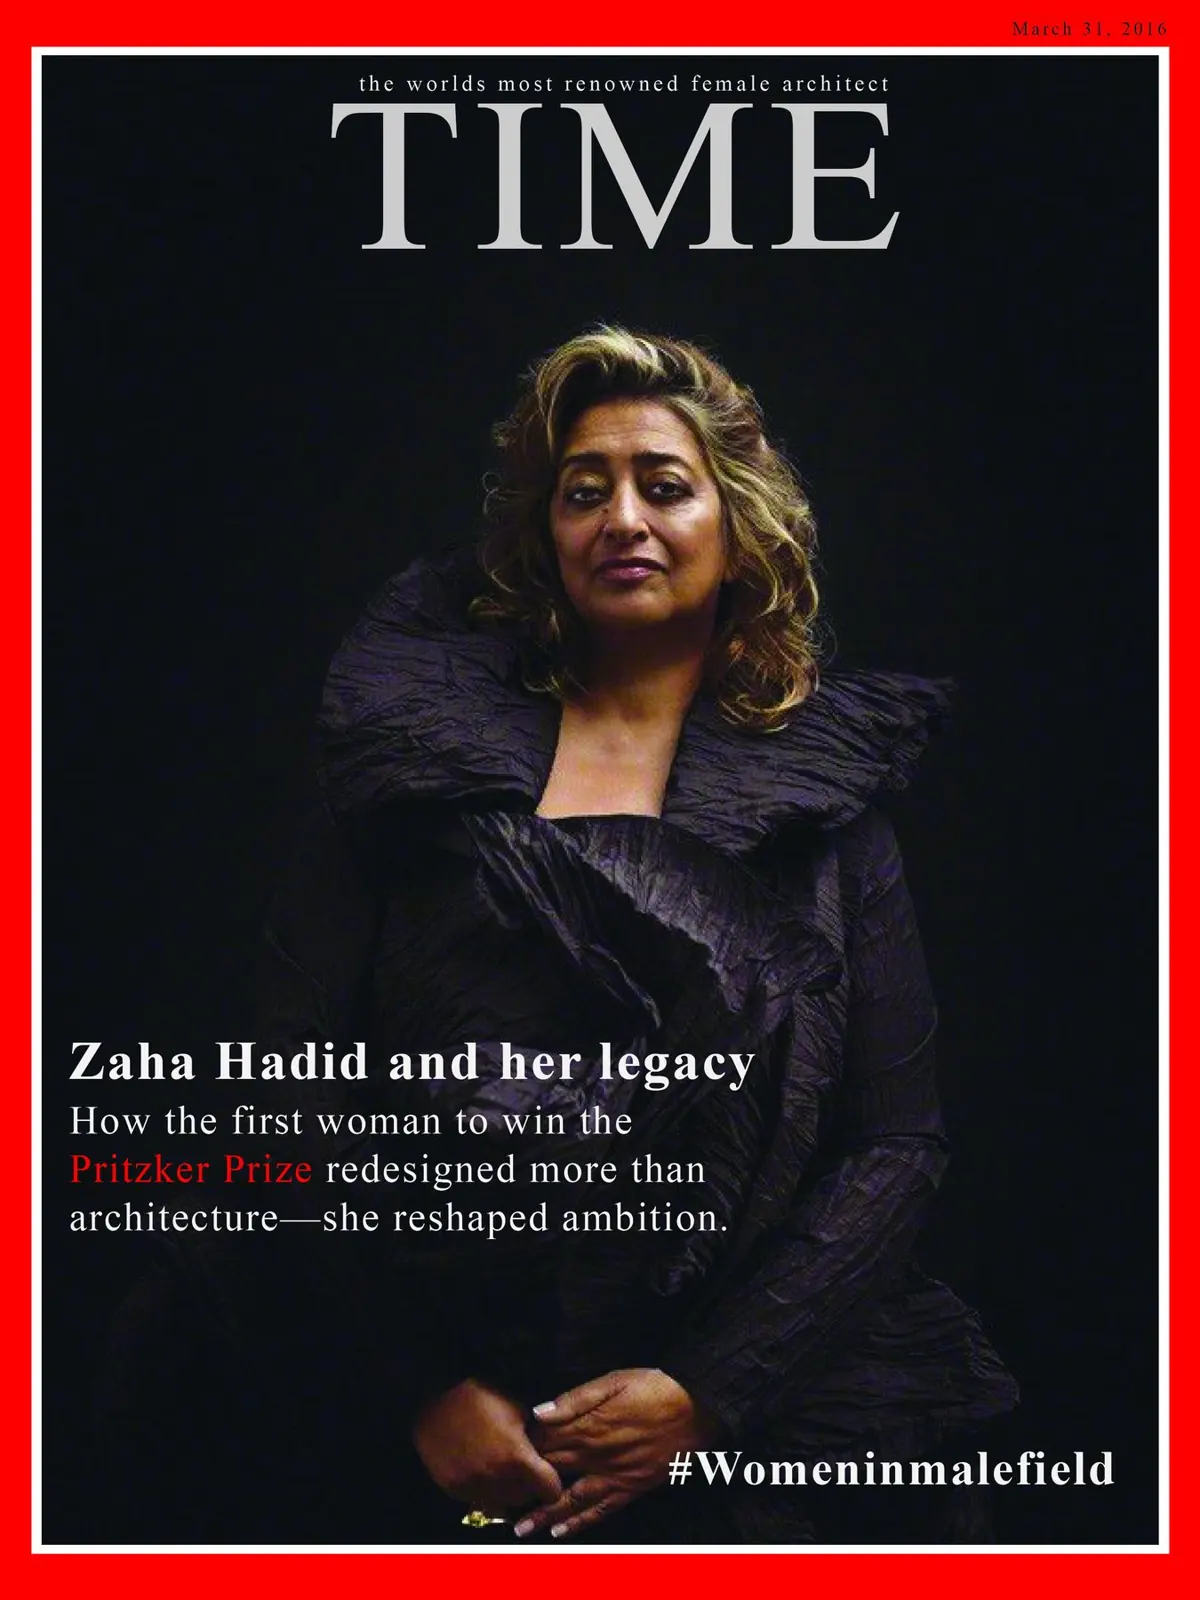 March 31, 2016
the worlds most renowned female architect
TIME
Zaha Hadid and her legacy
How the first woman to win the
Pritzker Prize redesigned more than
architecture—she reshaped ambition.
#Womeninmalefield